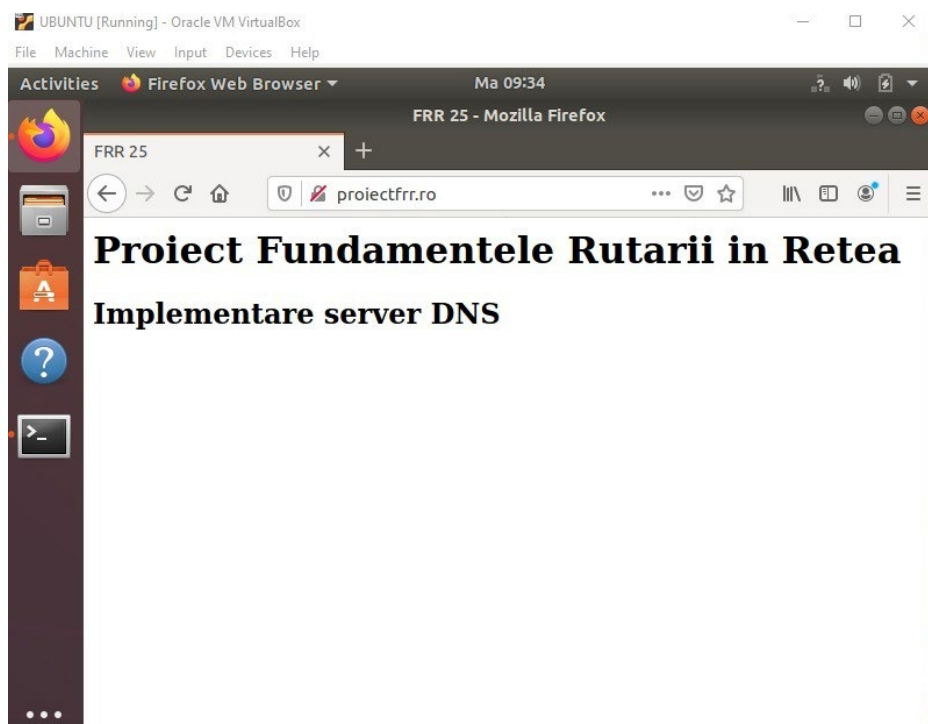 UBUNTU [Running] - Oracle VM VirtualBox
File Machine View Input Devices Help
Activities Firefox Web Browser Ma 09:34
FRR 25 - Mozilla Firefox
FRR 25
proiectfrr.ro
Proiect Fundamentele Rutarii in Retea
Implementare server DNS